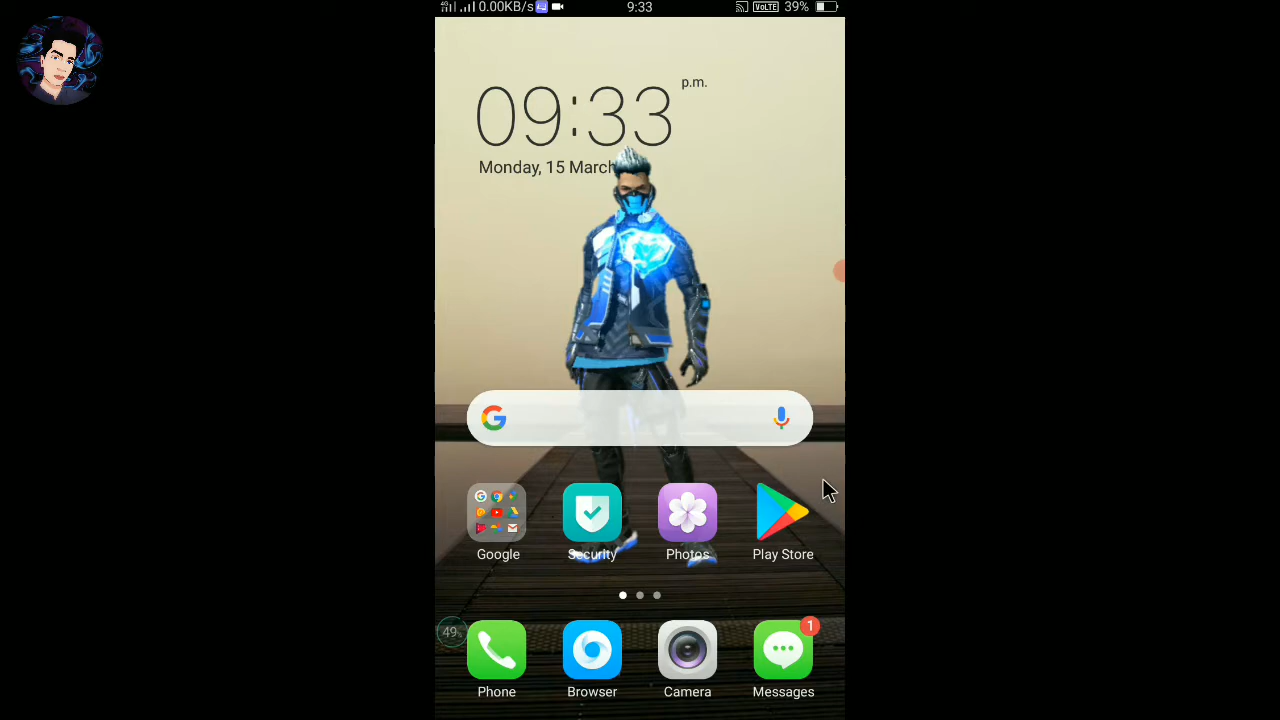 4G 0.00KB/s 9:33 VoLTE 39%
p.m.
09:33
Monday, 15 March
G
Google Security Photos Play Store
49%
1
Phone Browser Camera Messages